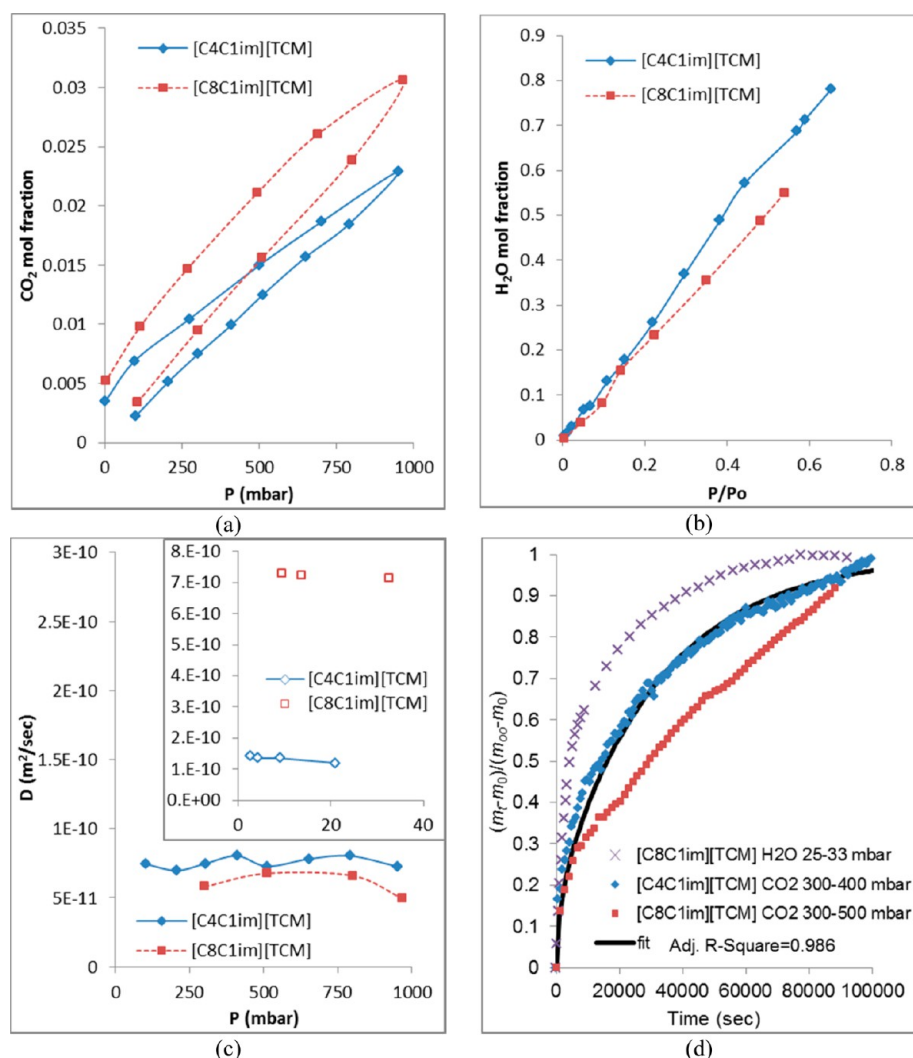 0.035
0.03
0.025
0.02
0.015
0.01
0.005
0
CO2 mol fraction
[C4C1im][TCM]
[C8C1im][TCM]
0 250 500 750 1000
P (mbar)
(a)
0.9
0.8
0.7
0.6
0.5
0.4
0.3
0.2
0.1
0
H2O mol fraction
[C4C1im][TCM]
[C8C1im][TCM]
0 0.2 0.4 0.6 0.8
P/Po
(b)
3E-10
2E-10
2E-10
1E-10
5E-11
0
D (m²/sec)
8.E-10
7.E-10
6.E-10
5.E-10
4.E-10
3.E-10
2.E-10
1.E-10
0.E+00
[C4C1im][TCM]
[C8C1im][TCM]
0 20 40
[C4C1im][TCM]
[C8C1im][TCM]
0 250 500 750 1000
P (mbar)
(c)
1
0.9
0.8
0.7
0.6
0.5
0.4
0.3
0.2
0.1
0
(mt-m0)/(moo-m0)
[C8C1im][TCM] H2O 25-33 mbar
[C4C1im][TCM] CO2 300-400 mbar
[C8C1im][TCM] CO2 300-500 mbar
fit Adj. R-Square=0.986
0 20000 40000 60000 80000 100000
Time (sec)
(d)